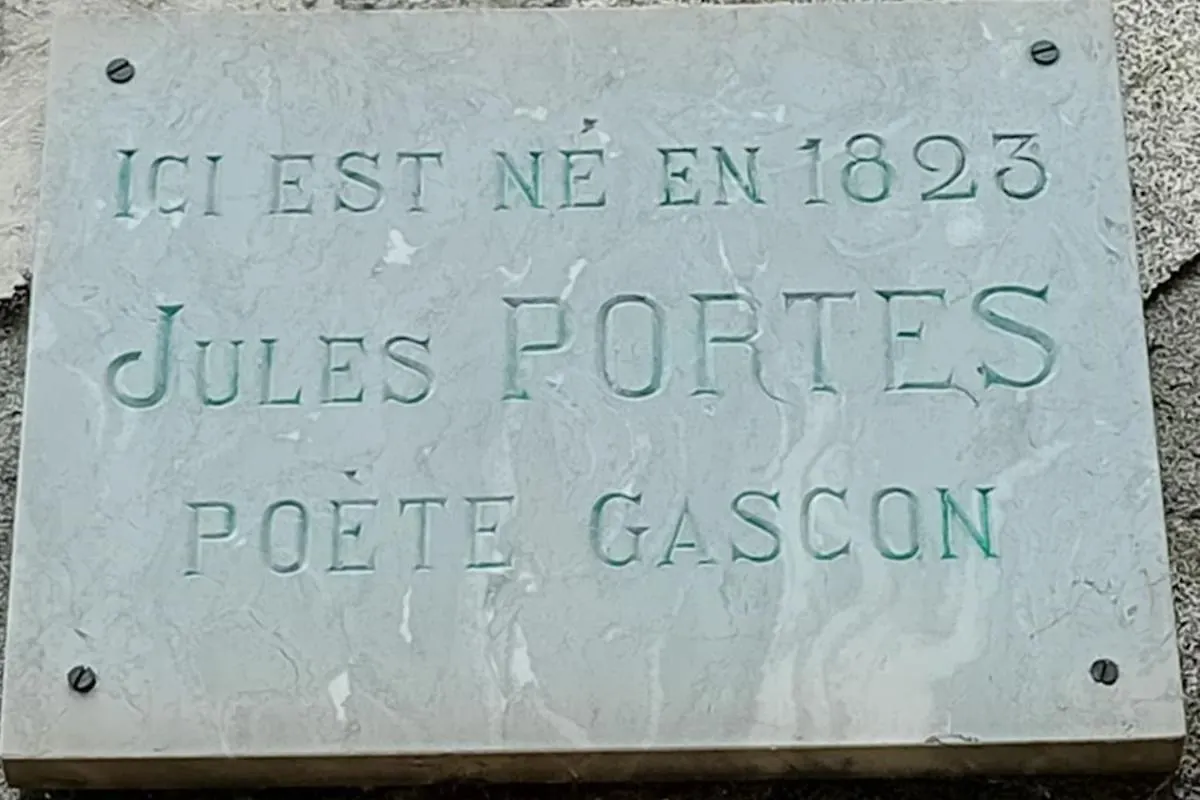 ICI EST NÉ EN 1823
JULES PORTES
POÈTE GASCON